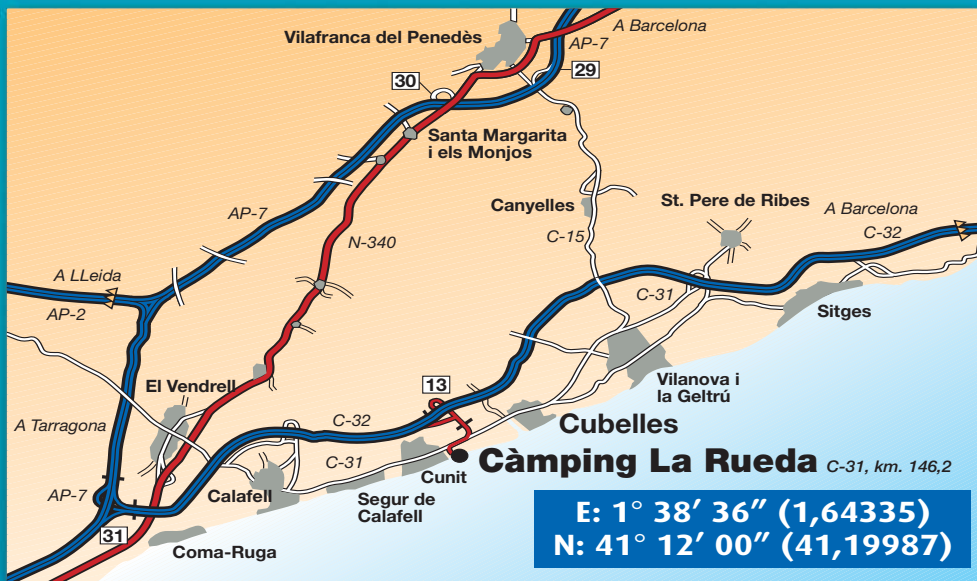 A Barcelona
Vilafranca del Penedès
AP-7
29
30
Santa Margarita
i els Monjos
Canyelles
St. Pere de Ribes
A Barcelona
C-32
AP-7
N-340
C-15
A LLeida
AP-2
C-31
Sitges
El Vendrell
13
Vilanova i
la Geltrú
A Tarragona
C-32
Cubelles
C-31
Càmping La Rueda C-31, km. 146,2
Cunit
AP-7
Calafell
Segur de
Calafell
31
Coma-Ruga
E: 1° 38′ 36″ (1,64335)
N: 41° 12′ 00″ (41,19987)